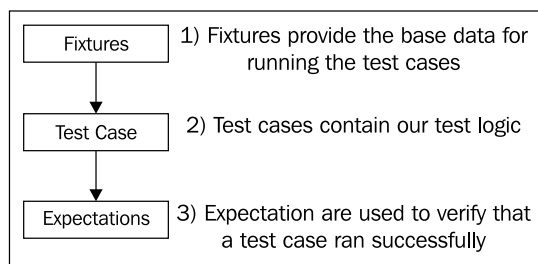 Fixtures
1) Fixtures provide the base data for
running the test cases
Test Case
2) Test cases contain our test logic
Expectations
3) Expectation are used to verify that
a test case ran successfully